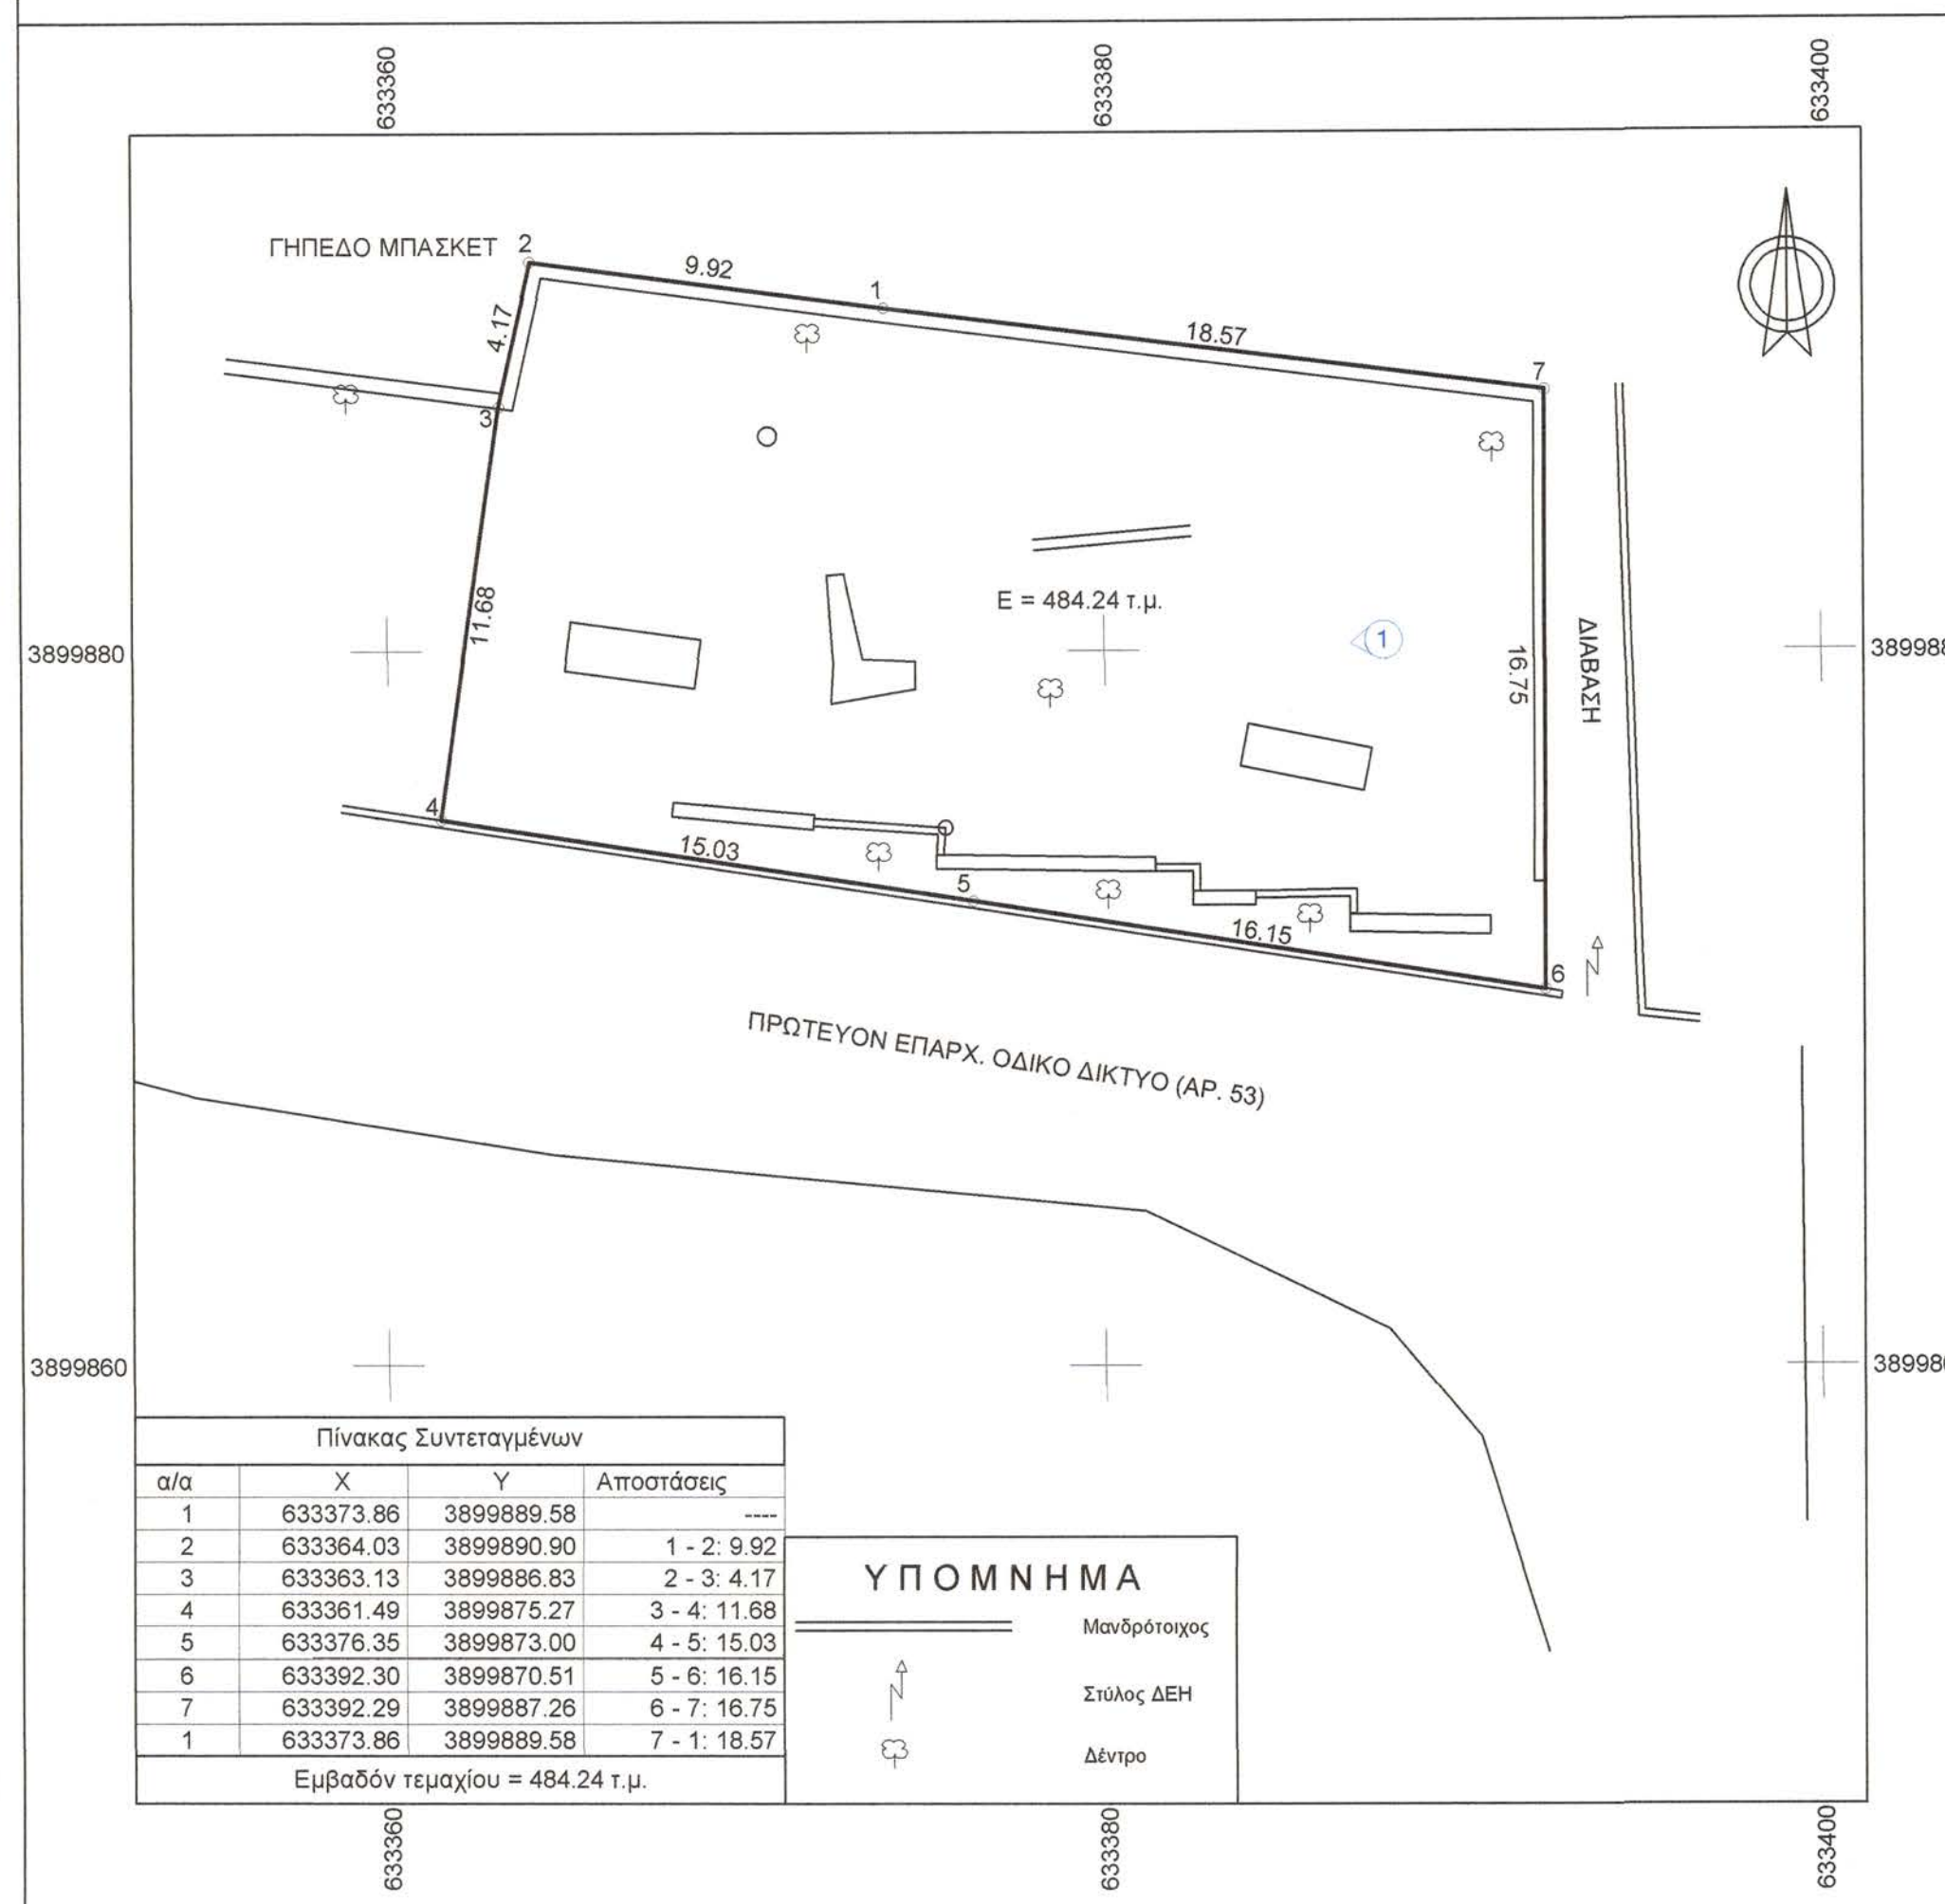 633360
633380
633400
ΓΗΠΕΔΟ ΜΠΑΣΚΕΤ
2
9.92
1
18.57
7
4.17
3
11.68
Ε = 484.24 τ.μ.
1
16.75
ΔΙΑΒΑΣΗ
3899880
389988
4
15.03
5
16.15
6
ΠΡΩΤΕΥΟΝ ΕΠΑΡΧ. ΟΔΙΚΟ ΔΙΚΤΥΟ (ΑΡ. 53)
3899860
38998
Πίνακας Συντεταγμένων
α/α Χ Υ Αποστάσεις
1 633373.86 3899889.58 ----
2 633364.03 3899890.90 1 - 2: 9.92
3 633363.13 3899886.83 2 - 3: 4.17
4 633361.49 3899875.27 3 - 4: 11.68
5 633376.35 3899873.00 4 - 5: 15.03
6 633392.30 3899870.51 5 - 6: 16.15
7 633392.29 3899887.26 6 - 7: 16.75
1 633373.86 3899889.58 7 - 1: 18.57
Εμβαδόν τεμαχίου = 484.24 τ.μ.
ΥΠΟΜΝΗΜΑ
Μανδρότοιχος
Στύλος ΔΕΗ
Δέντρο
633360
633380
633400